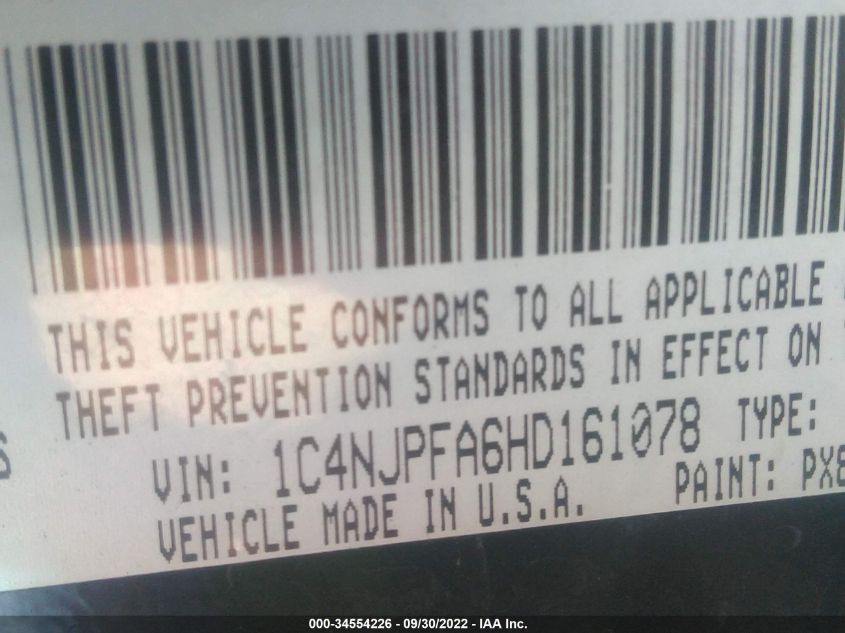 THIS VEHICLE CONFORMS TO ALL APPLICABLE
THEFT PREVENTION STANDARDS IN EFFECT ON
VIN: 1C4NJPFA6HD161078 TYPE:
VEHICLE MADE IN U.S.A. PAINT: PX8
000-34554226 - 09/30/2022 - IAA Inc.